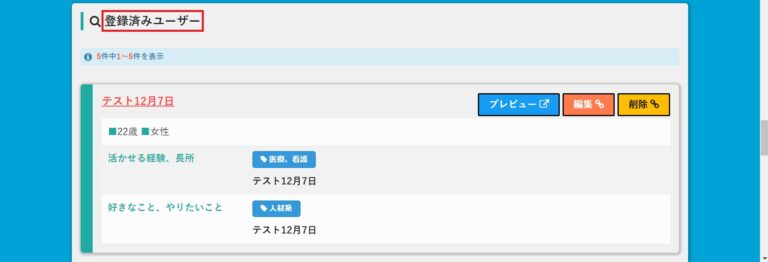 登録済みユーザー
5件中1～5件を表示
テスト12月7日
プレビュー 編集 削除
■22歳 ■女性
活かせる経験、長所 医療、看護
テスト12月7日
好きなこと、やりたいこと 人材系
テスト12月7日